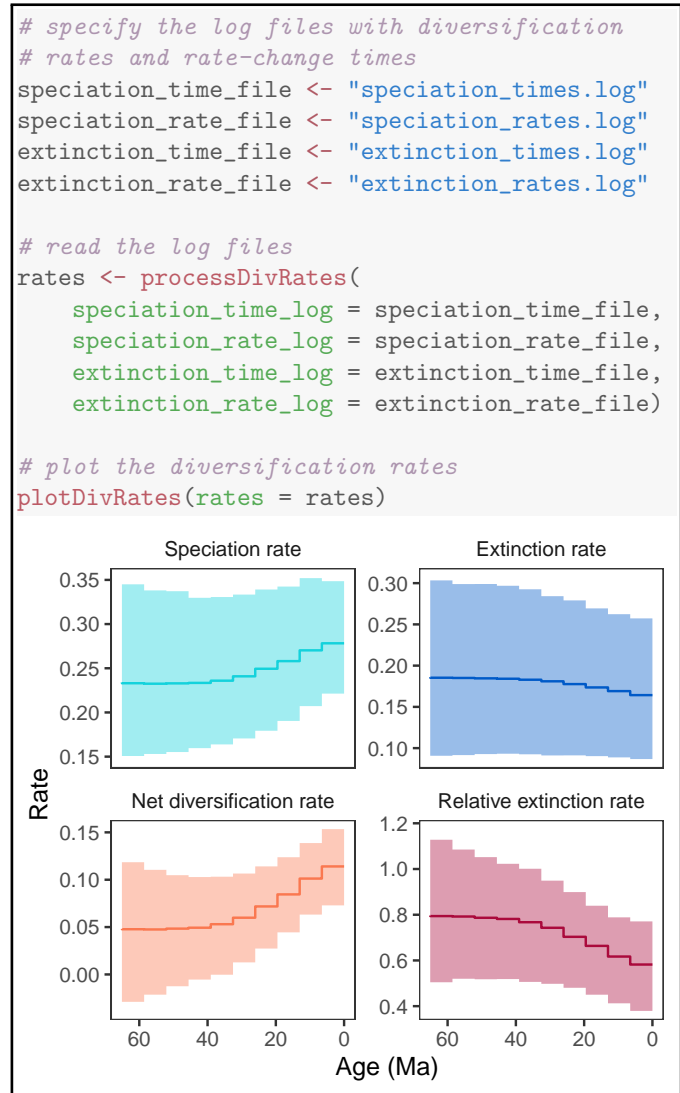 # specify the log files with diversification
# rates and rate-change times
speciation_time_file <- "speciation_times.log"
speciation_rate_file <- "speciation_rates.log"
extinction_time_file <- "extinction_times.log"
extinction_rate_file <- "extinction_rates.log"
# read the log files
rates <- processDivRates(
    speciation_time_log = speciation_time_file,
    speciation_rate_log = speciation_rate_file,
    extinction_time_log = extinction_time_file,
    extinction_rate_log = extinction_rate_file)
# plot the diversification rates
plotDivRates(rates = rates)
Speciation rate
Extinction rate
0.35
0.30
0.25
0.20
0.15
0.30
0.20
0.10
Rate
Net diversification rate
Relative extinction rate
0.15
0.10
0.05
0.00
1.2
1.0
0.8
0.6
0.4
60 40 20 0
60 40 20 0
Age (Ma)